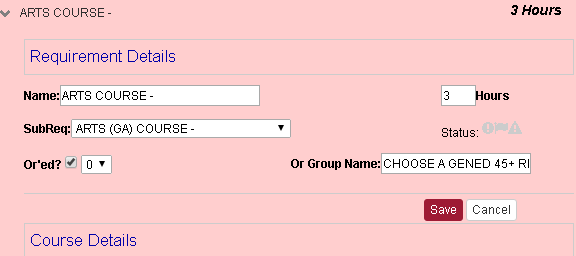 ARTS COURSE - 3 Hours
Requirement Details
Name: ARTS COURSE - 3 Hours
SubReq: ARTS (GA) COURSE - Status:
Or'ed? 0 Or Group Name: CHOOSE A GENED 45+ RI
Save Cancel
Course Details